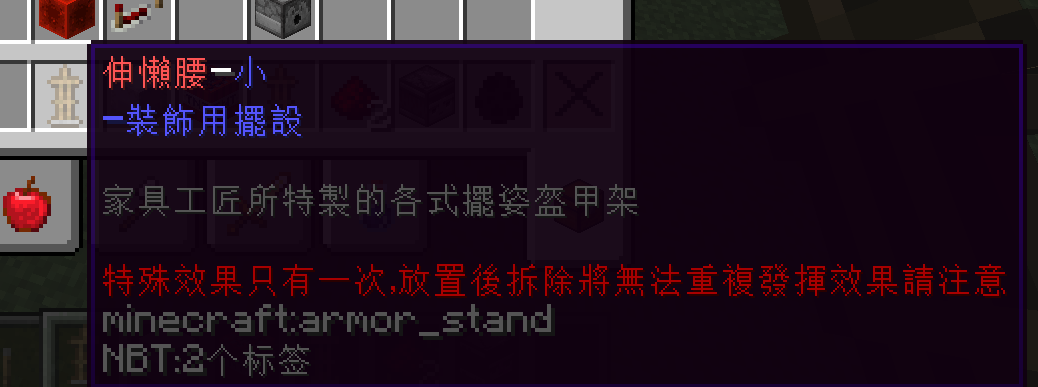 伸懶腰-小
-裝飾用擺設
家具工匠所特製的各式擺姿盔甲架
特殊效果只有一次,放置後拆除將無法重複發揮效果請注意
minecraft:armor_stand
NBT:2个标签